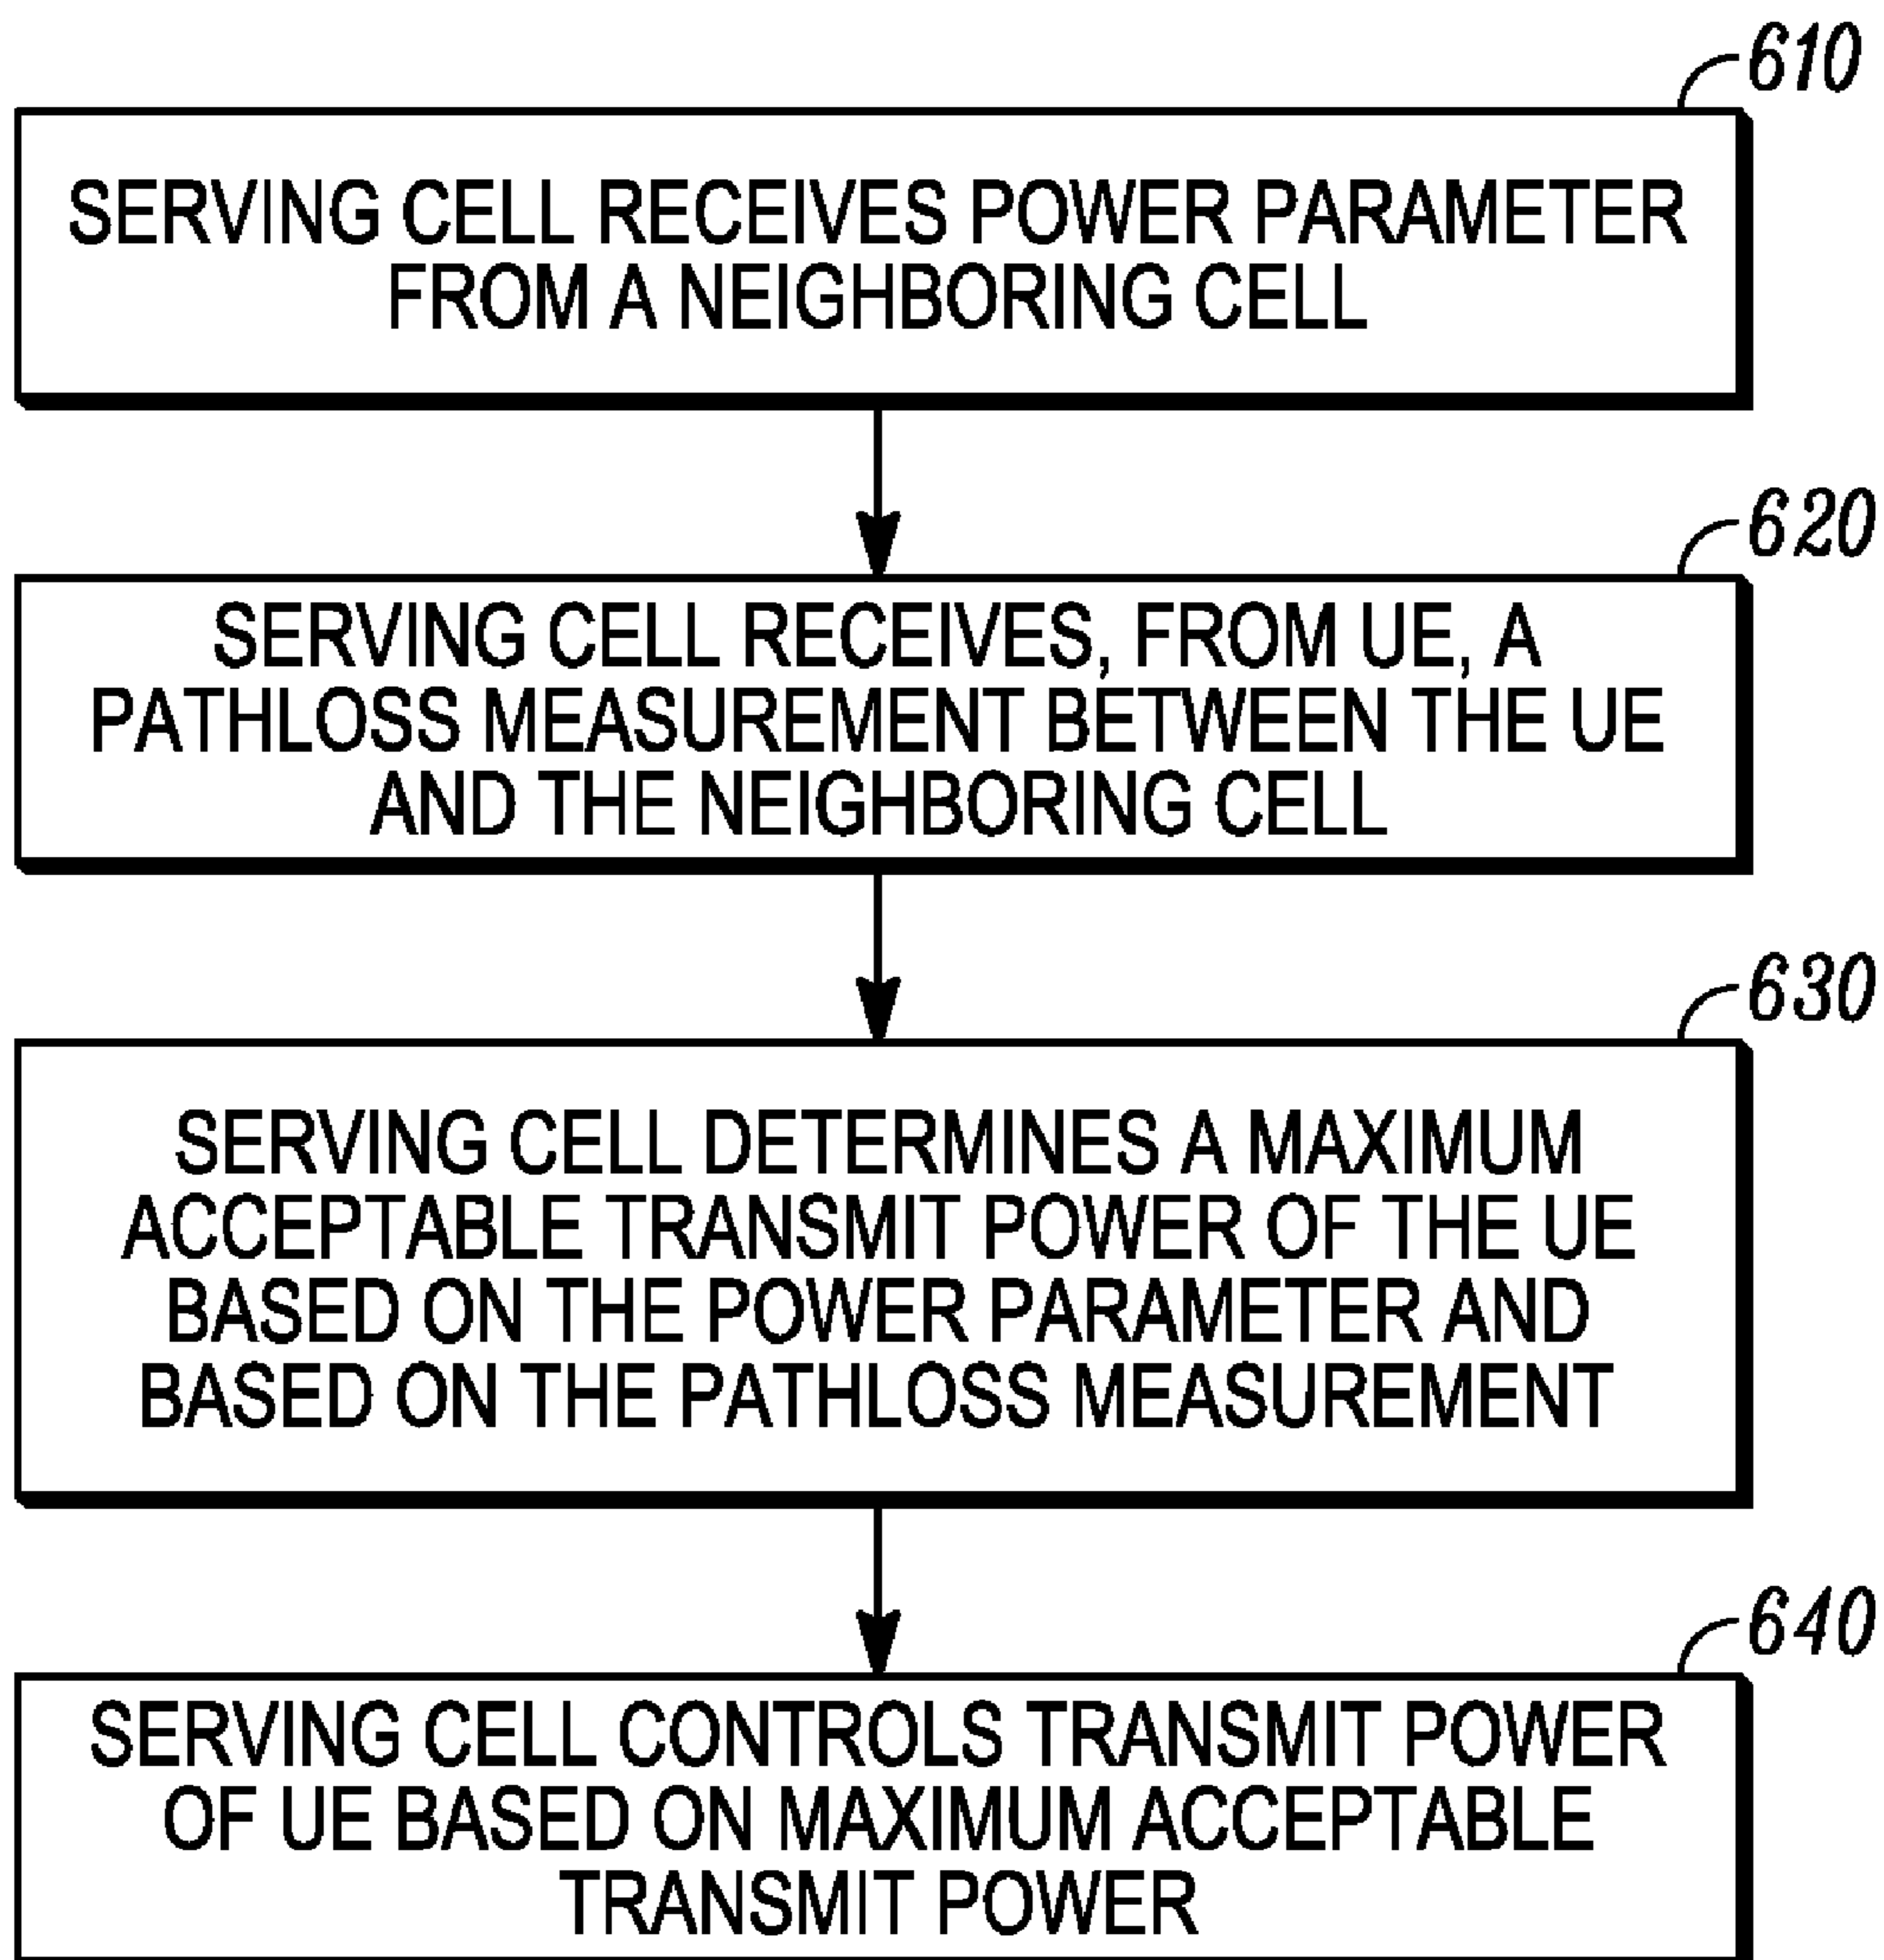 610
SERVING CELL RECEIVES POWER PARAMETER
FROM A NEIGHBORING CELL
620
SERVING CELL RECEIVES, FROM UE, A
PATHLOSS MEASUREMENT BETWEEN THE UE
AND THE NEIGHBORING CELL
630
SERVING CELL DETERMINES A MAXIMUM
ACCEPTABLE TRANSMIT POWER OF THE UE
BASED ON THE POWER PARAMETER AND
BASED ON THE PATHLOSS MEASUREMENT
640
SERVING CELL CONTROLS TRANSMIT POWER
OF UE BASED ON MAXIMUM ACCEPTABLE
TRANSMIT POWER